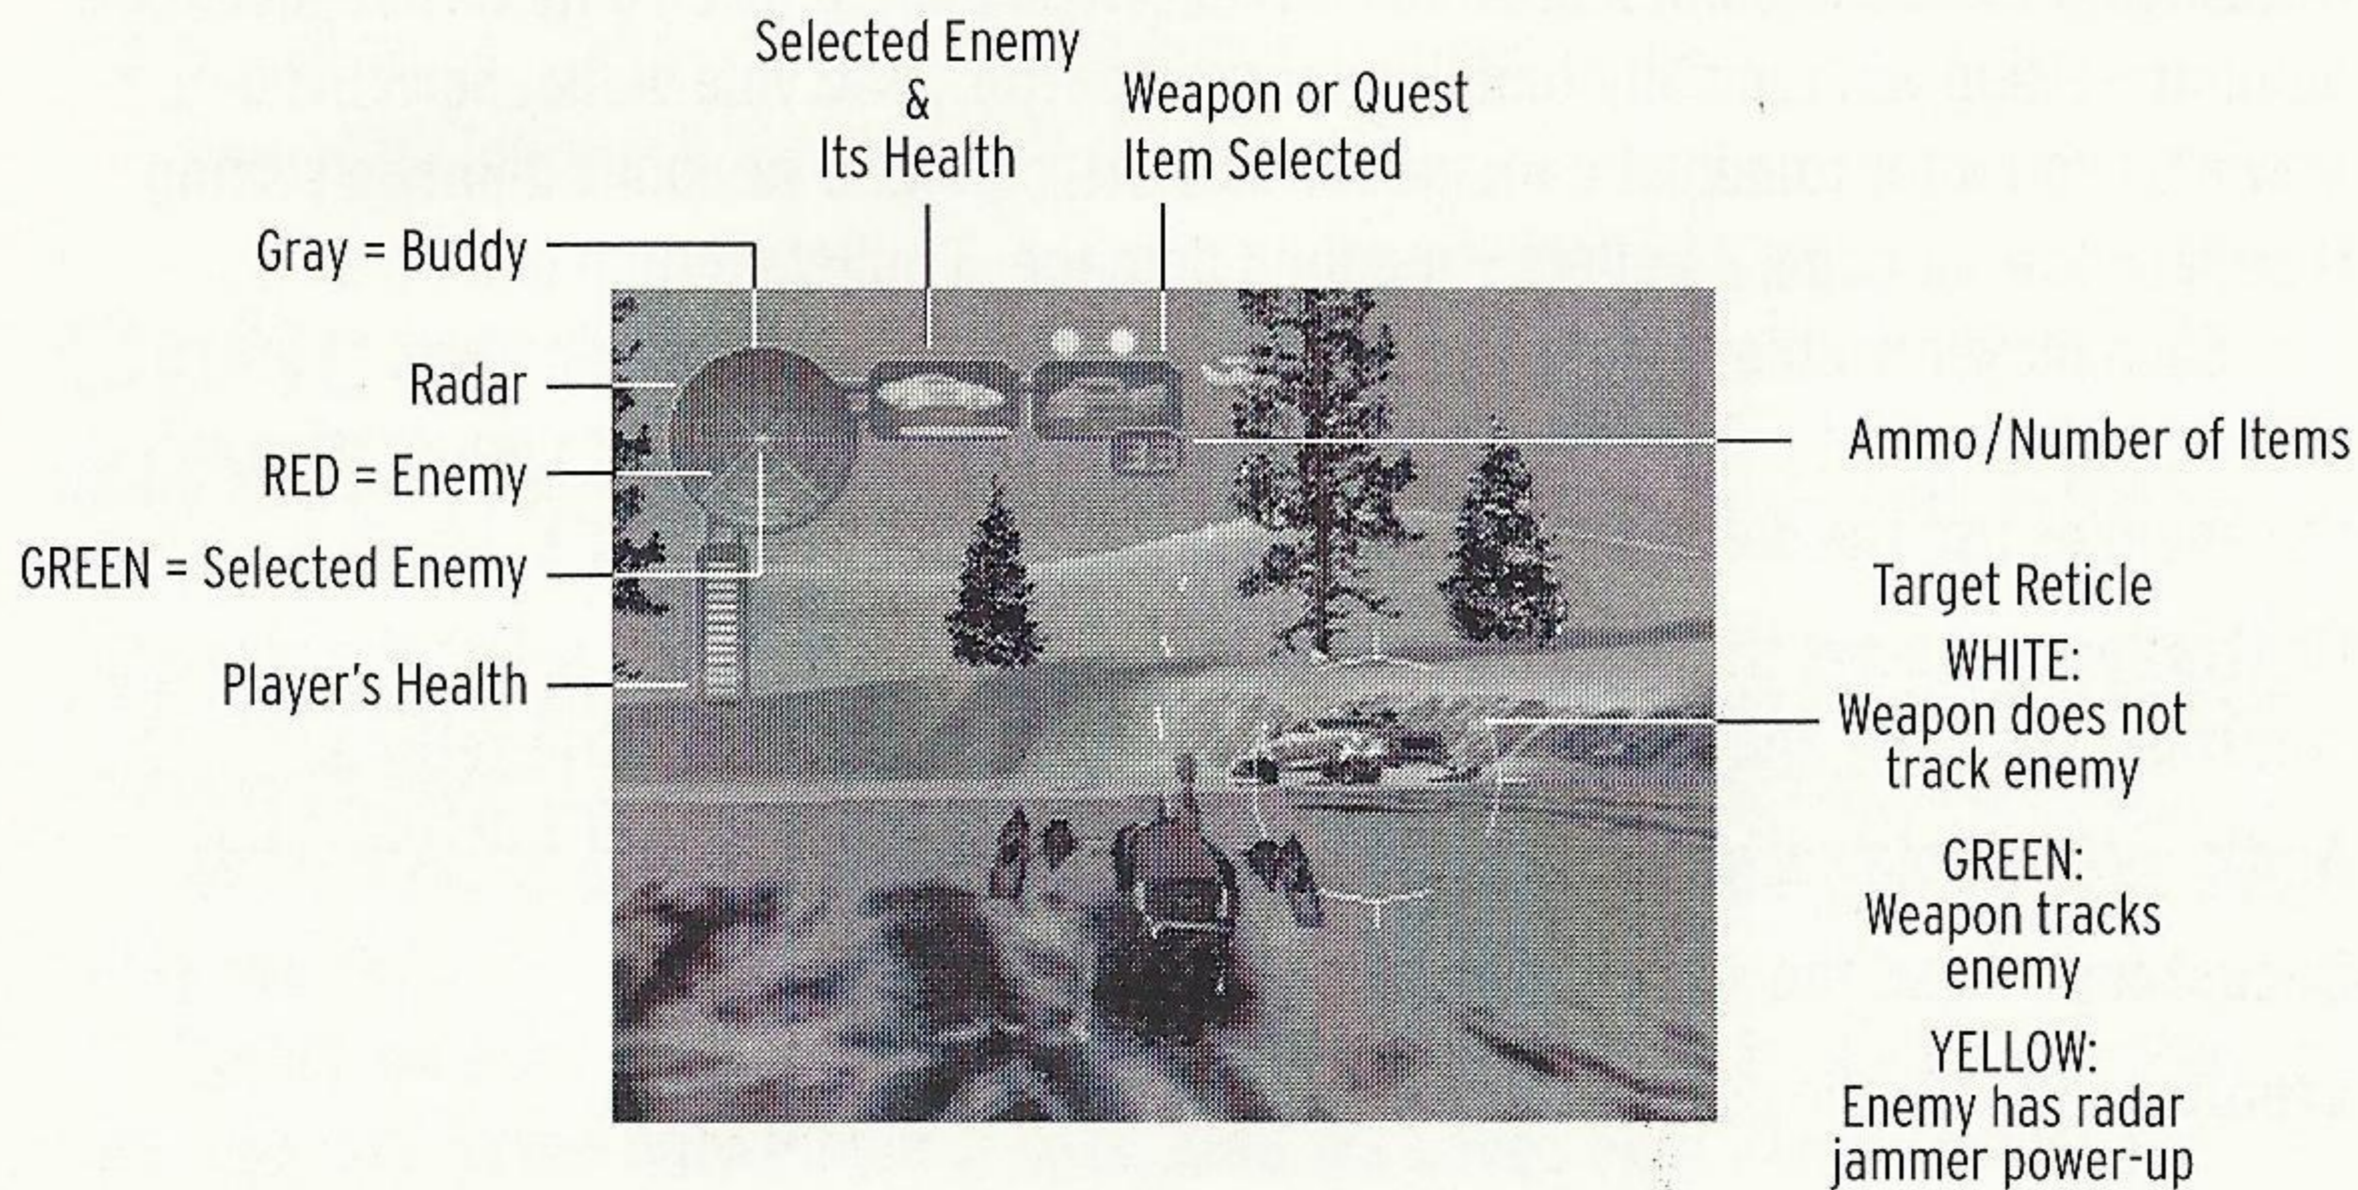 Selected Enemy
&
Its Health
Weapon or Quest
Item Selected
Gray = Buddy
Radar
RED = Enemy
GREEN = Selected Enemy
Player's Health
Ammo/Number of Items
Target Reticle
WHITE:
Weapon does not
track enemy
GREEN:
Weapon tracks
enemy
YELLOW:
Enemy has radar
jammer power-up